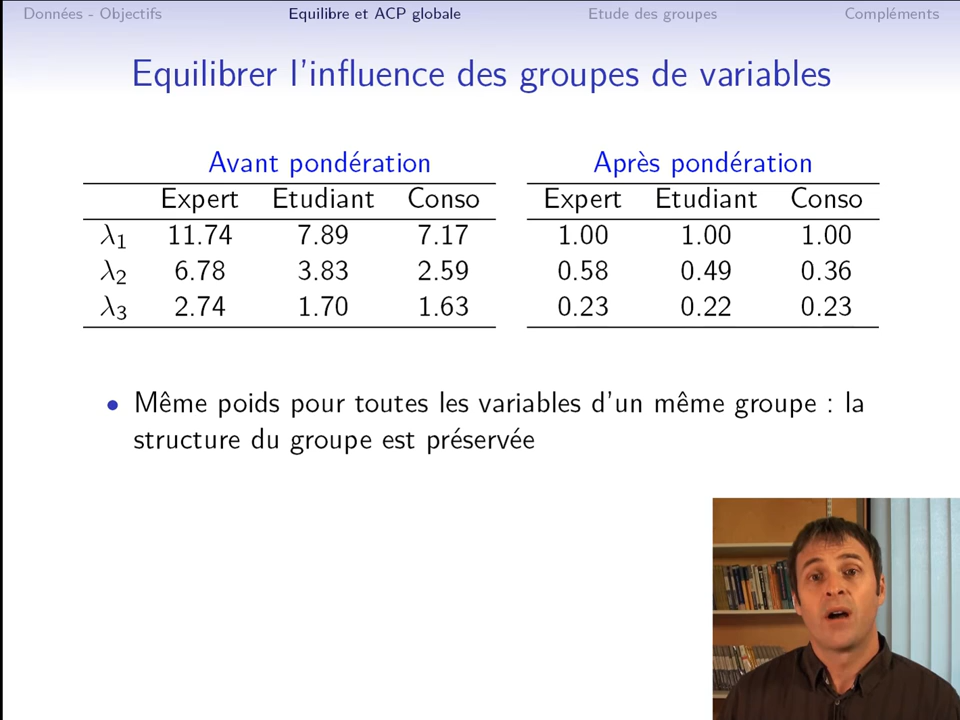 Données - Objectifs Equilibre et ACP globale Etude des groupes Compléments
Equilibrer l'influence des groupes de variables
Avant pondération Après pondération
Expert Etudiant Conso Expert Etudiant Conso
λ1 11.74 7.89 7.17 1.00 1.00 1.00
λ2 6.78 3.83 2.59 0.58 0.49 0.36
λ3 2.74 1.70 1.63 0.23 0.22 0.23
• Même poids pour toutes les variables d'un même groupe : la
structure du groupe est préservée